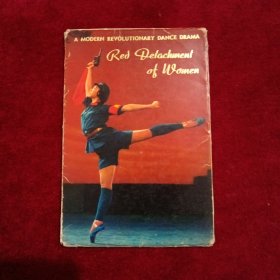 A MODERN REVOLUTIONARY DANCE DRAMA
Red Detachment
of Women